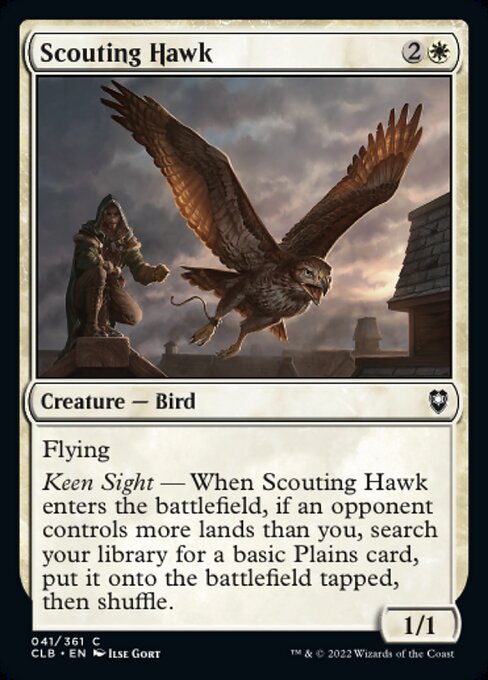 Scouting Hawk 2
Creature — Bird
Flying
Keen Sight — When Scouting Hawk
enters the battlefield, if an opponent
controls more lands than you, search
your library for a basic Plains card,
put it onto the battlefield tapped,
then shuffle.
1/1
041/361 C
CLB • EN Ilse Gort
™ & © 2022 Wizards of the Coast